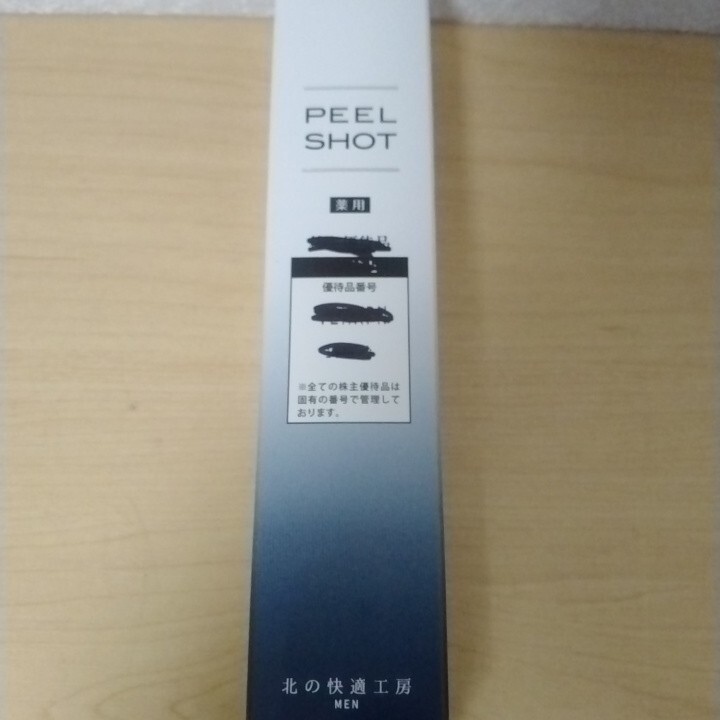 PEEL
SHOT
薬用
優待品番号
※全ての株主優待品は
固有の番号で管理して
おります。
北の快適工房
MEN